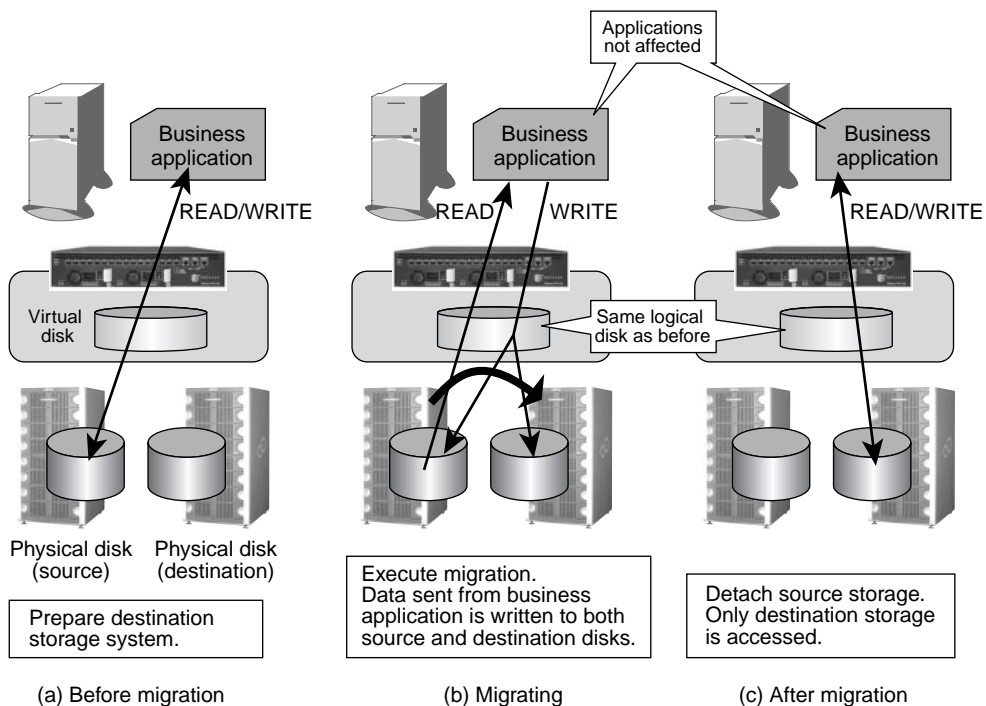 Applications
not affected
Business
application
READ/WRITE
Virtual
disk
Physical disk
(source)
Physical disk
(destination)
Prepare destination
storage system.
(a) Before migration
Business
application
READ
WRITE
Same logical
disk as before
Execute migration.
Data sent from business
application is written to both
source and destination disks.
(b) Migrating
Business
application
READ/WRITE
Detach source storage.
Only destination storage
is accessed.
(c) After migration